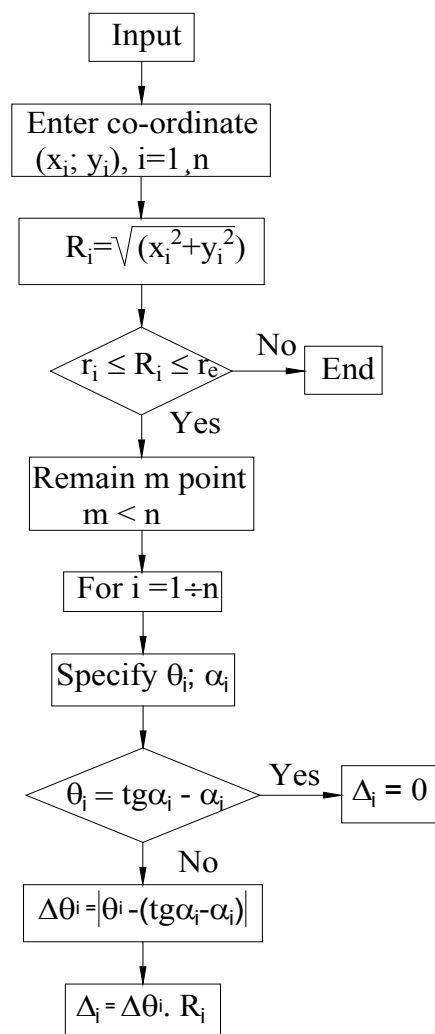 Input
Enter co-ordinate
(xᵢ; yᵢ), i=1,n
Rᵢ=√(xᵢ²+yᵢ²)
rᵢ ≤ Rᵢ ≤ rₑ
No
End
Yes
Remain m point
m < n
For i =1÷n
Specify θᵢ; αᵢ
θᵢ = tgαᵢ - αᵢ
Yes
Δᵢ = 0
No
Δθᵢ=|θᵢ-(tgαᵢ-αᵢ)|
Δᵢ= Δθᵢ. Rᵢ